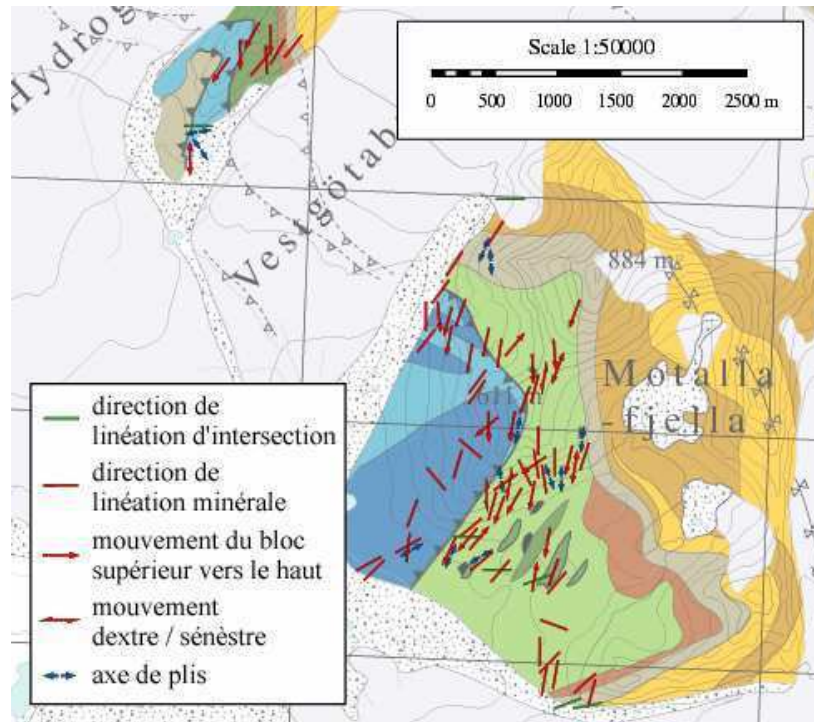 Hydrog
Vestgötab
Scale 1:50000
0 500 1000 1500 2000 2500 m
884 m
611 m
Motalla
-fjella
direction de
linéation d'intersection
direction de
linéation minérale
mouvement du bloc
supérieur vers le haut
mouvement
dextre / sénèstre
axe de plis